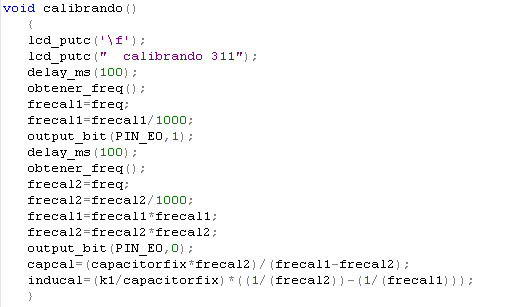 void calibrando()
{
lcd_putc('\f');
lcd_putc("  calibrando 311");
delay_ms(100);
obtener_freq();
frecal1=freq;
frecal1=frecal1/1000;
output_bit(PIN_E0,1);
delay_ms(100);
obtener_freq();
frecal2=freq;
frecal2=frecal2/1000;
frecal1=frecal1*frecal1;
frecal2=frecal2*frecal2;
output_bit(PIN_E0,0);
capcal=(capacitorfix*frecal2)/(frecal1-frecal2);
inducal=(k1/capacitorfix)*((1/(frecal2))-(1/(frecal1)));
}